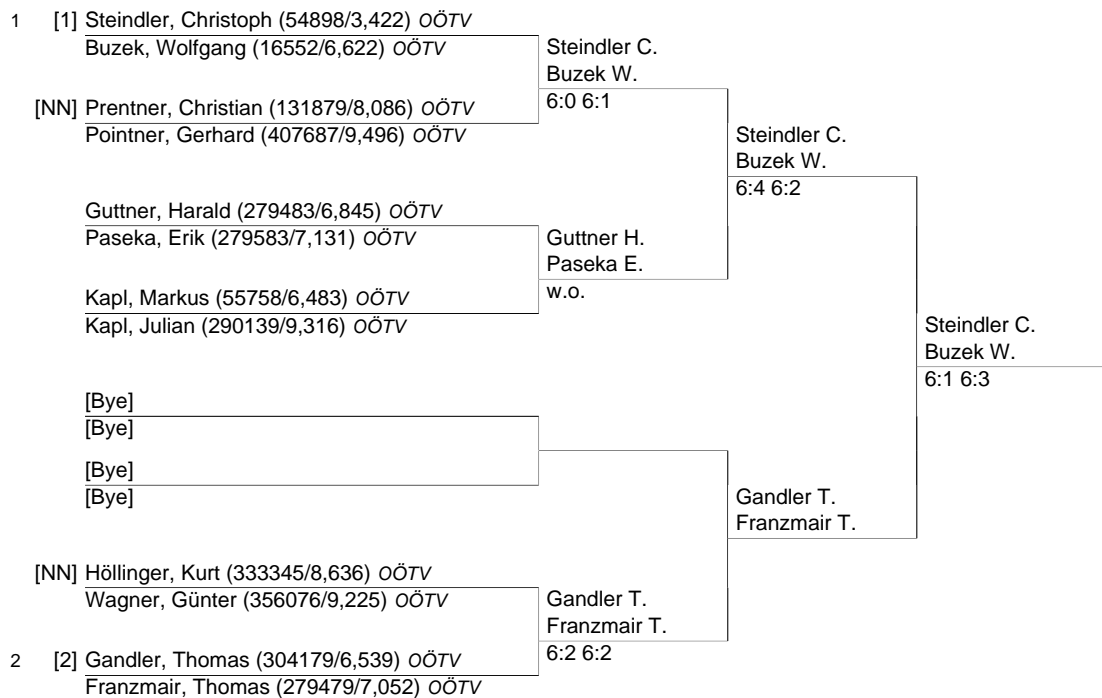 1 [1] Steindler, Christoph (54898/3,422) OÖTV
Buzek, Wolfgang (16552/6,622) OÖTV
Steindler C.
Buzek W.
6:0 6:1
[NN] Prentner, Christian (131879/8,086) OÖTV
Pointner, Gerhard (407687/9,496) OÖTV
Steindler C.
Buzek W.
6:4 6:2
Guttner, Harald (279483/6,845) OÖTV
Paseka, Erik (279583/7,131) OÖTV
Guttner H.
Paseka E.
w.o.
Kapl, Markus (55758/6,483) OÖTV
Kapl, Julian (290139/9,316) OÖTV
Steindler C.
Buzek W.
6:1 6:3
[Bye]
[Bye]
[Bye]
[Bye]
Gandler T.
Franzmair T.
[NN] Höllinger, Kurt (333345/8,636) OÖTV
Wagner, Günter (356076/9,225) OÖTV
Gandler T.
Franzmair T.
6:2 6:2
2 [2] Gandler, Thomas (304179/6,539) OÖTV
Franzmair, Thomas (279479/7,052) OÖTV